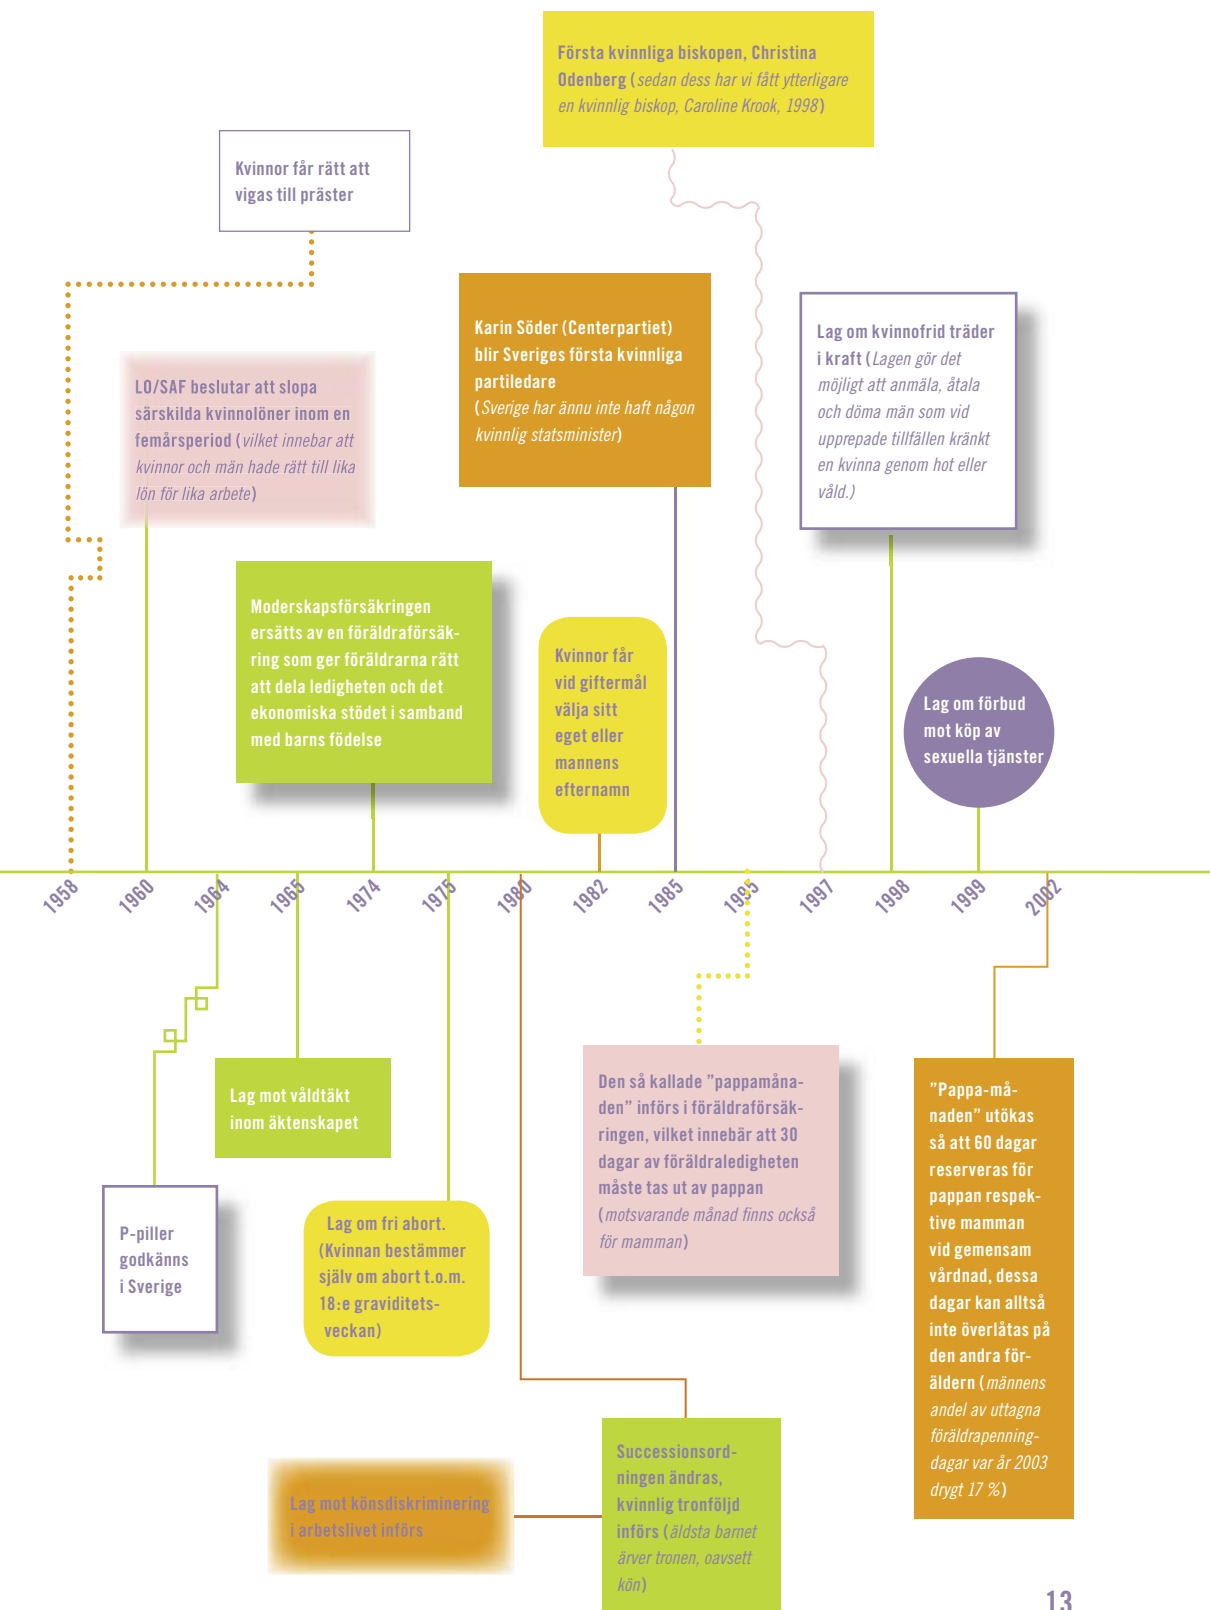 Första kvinnliga biskopen, Christina
Odenberg (sedan dess har vi fått ytterligare
en kvinnlig biskop, Caroline Krook, 1998)
Kvinnor får rätt att
vigas till präster
Karin Söder (Centerpartiet)
blir Sveriges första kvinnliga
partiledare
(Sverige har ännu inte haft någon
kvinnlig statsminister)
Lag om kvinnofrid träder
i kraft (Lagen gör det
möjligt att anmäla, åtala
och döma män som vid
upprepade tillfällen kränkt
en kvinna genom hot eller
våld.)
LO/SAF beslutar att slopa
särskilda kvinnolöner inom en
femårsperiod (vilket innebar att
kvinnor och män hade rätt till lika
lön för lika arbete)
Moderskapsförsäkringen
ersätts av en föräldraförsäk-
ring som ger föräldrarna rätt
att dela ledigheten och det
ekonomiska stödet i samband
med barns födelse
Kvinnor får
vid giftermål
välja sitt
eget eller
mannens
efternamn
Lag om förbud
mot köp av
sexuella tjänster
1958
1960
1964
1965
1974
1975
1980
1982
1985
1995
1997
1998
1999
2002
Lag mot våldtäkt
inom äktenskapet
Den så kallade ”pappamåna-
den” införs i föräldraförsäk-
ringen, vilket innebär att 30
dagar av föräldraledigheten
måste tas ut av pappan
(motsvarande månad finns också
för mamman)
”Pappa-må-
naden” utökas
så att 60 dagar
reserveras för
pappan respek-
tive mamman
vid gemensam
vårdnad, dessa
dagar kan alltså
inte överlåtas på
den andra för-
äldern (männens
andel av uttagna
föräldrapenning-
dagar var år 2003
drygt 17 %)
P-piller
godkänns
i Sverige
Lag om fri abort.
(Kvinnan bestämmer
själv om abort t.o.m.
18:e graviditets-
veckan)
Successionsord-
ningen ändras,
kvinnlig tronföljd
införs (äldsta barnet
ärver tronen, oavsett
kön)
Lag mot könsdiskriminering
i arbetslivet införs
13